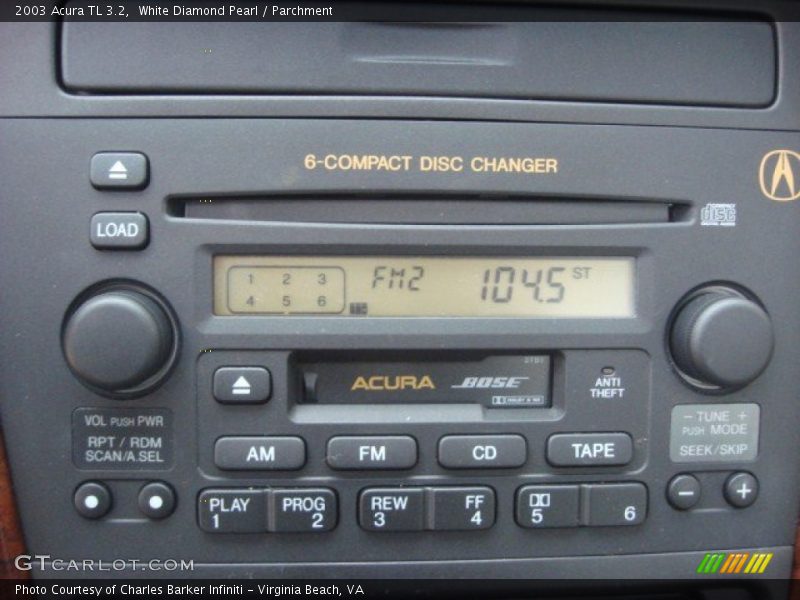 2003 Acura TL 3.2,  White Diamond Pearl / Parchment
6-COMPACT DISC CHANGER
COMPACT disc
LOAD
1 2 3 FM2 104.5 ST
4 5 6
ACURA BOSE
ANTI
THEFT
VOL PUSH PWR
RPT / RDM
SCAN/A.SEL
– TUNE +
PUSH MODE
SEEK/SKIP
AM FM CD TAPE
PLAY PROG REW FF
1 2 3 4 5 6
GTCARLOT.COM
Photo Courtesy of Charles Barker Infiniti - Virginia Beach, VA